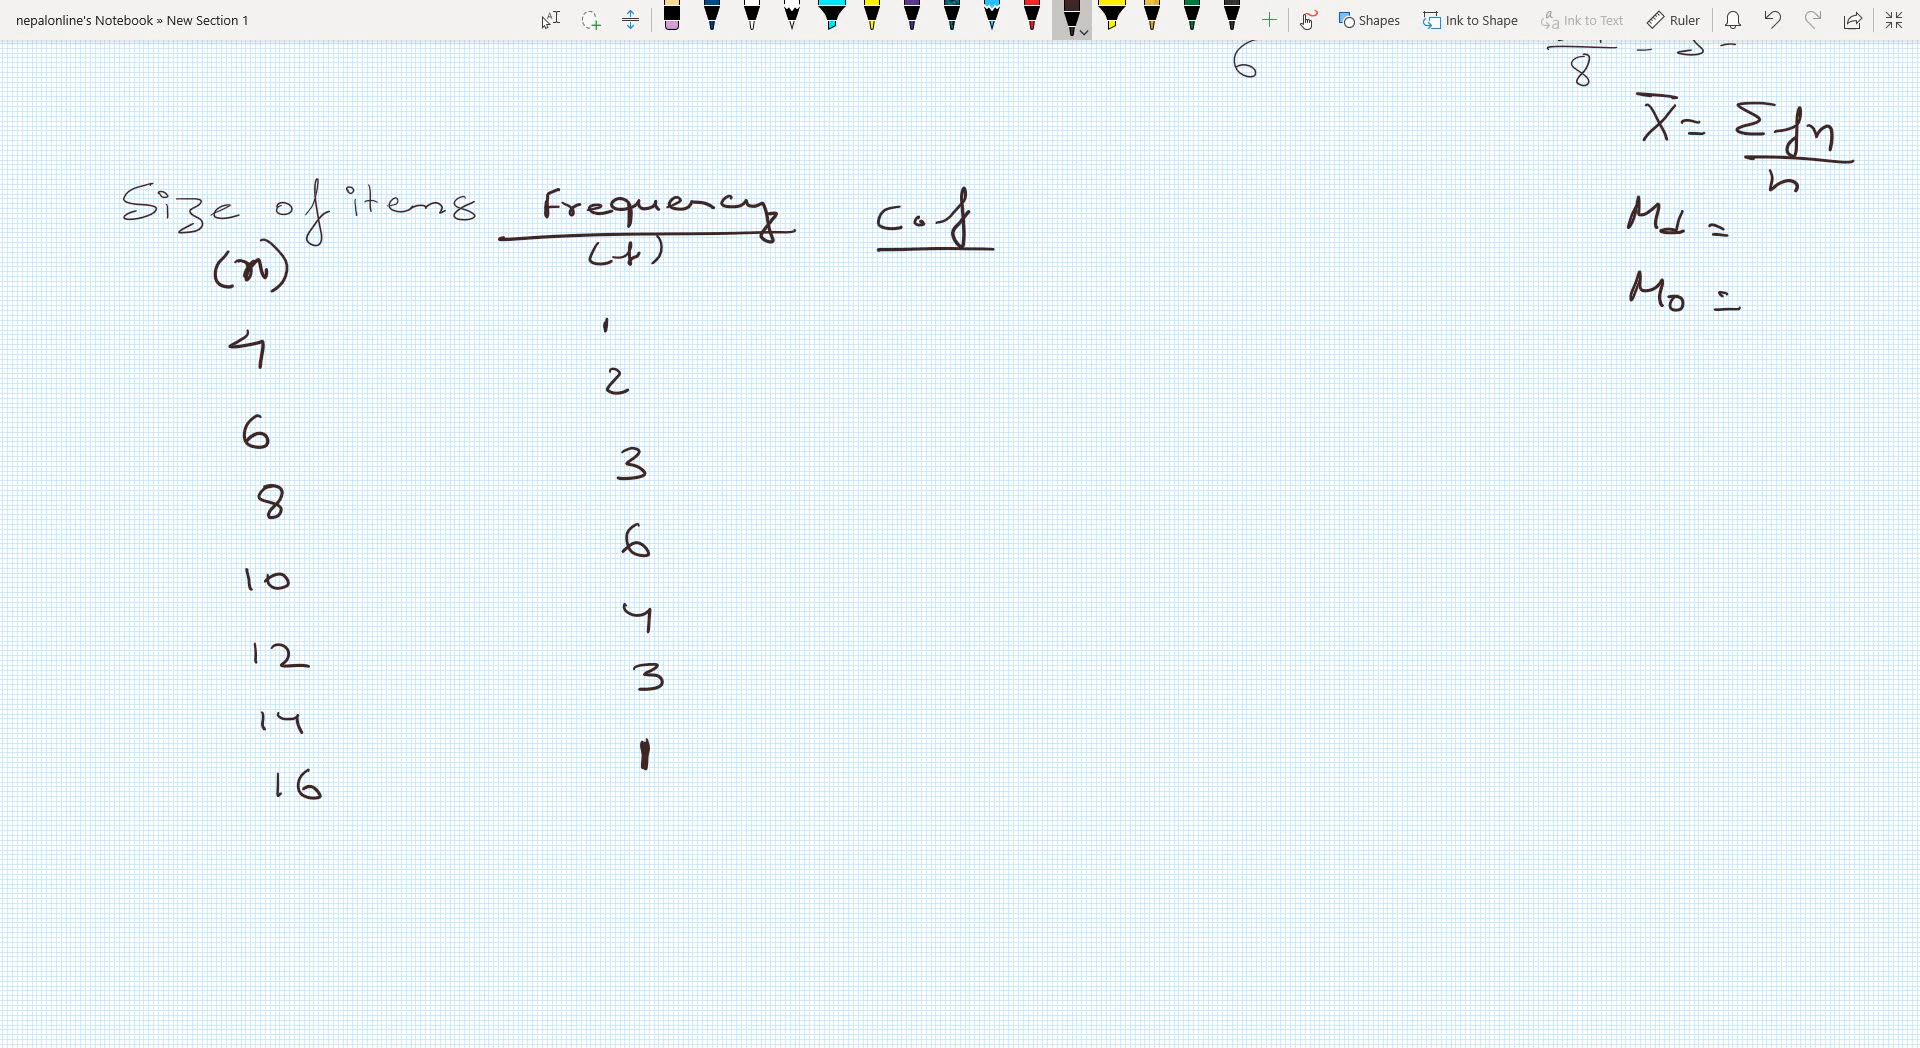 nepalonline's Notebook » New Section 1
Shapes
Ink to Shape
Ink to Text
Ruler
6
8
X̄ = Σfx
n
Md =
Mo =
Size of items Frequency C.f
(x) (f)
4 1
6 2
8 3
10 6
12 4
14 3
16 1